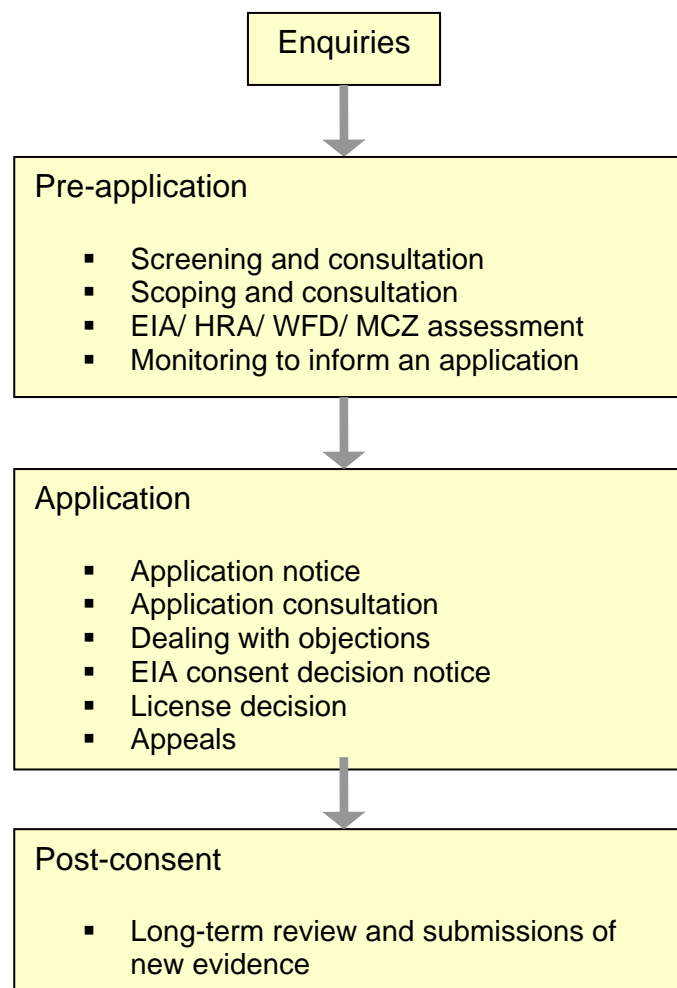 Enquiries
Pre-application
▪ Screening and consultation
▪ Scoping and consultation
▪ EIA/ HRA/ WFD/ MCZ assessment
▪ Monitoring to inform an application
Application
▪ Application notice
▪ Application consultation
▪ Dealing with objections
▪ EIA consent decision notice
▪ License decision
▪ Appeals
Post-consent
▪ Long-term review and submissions of
new evidence